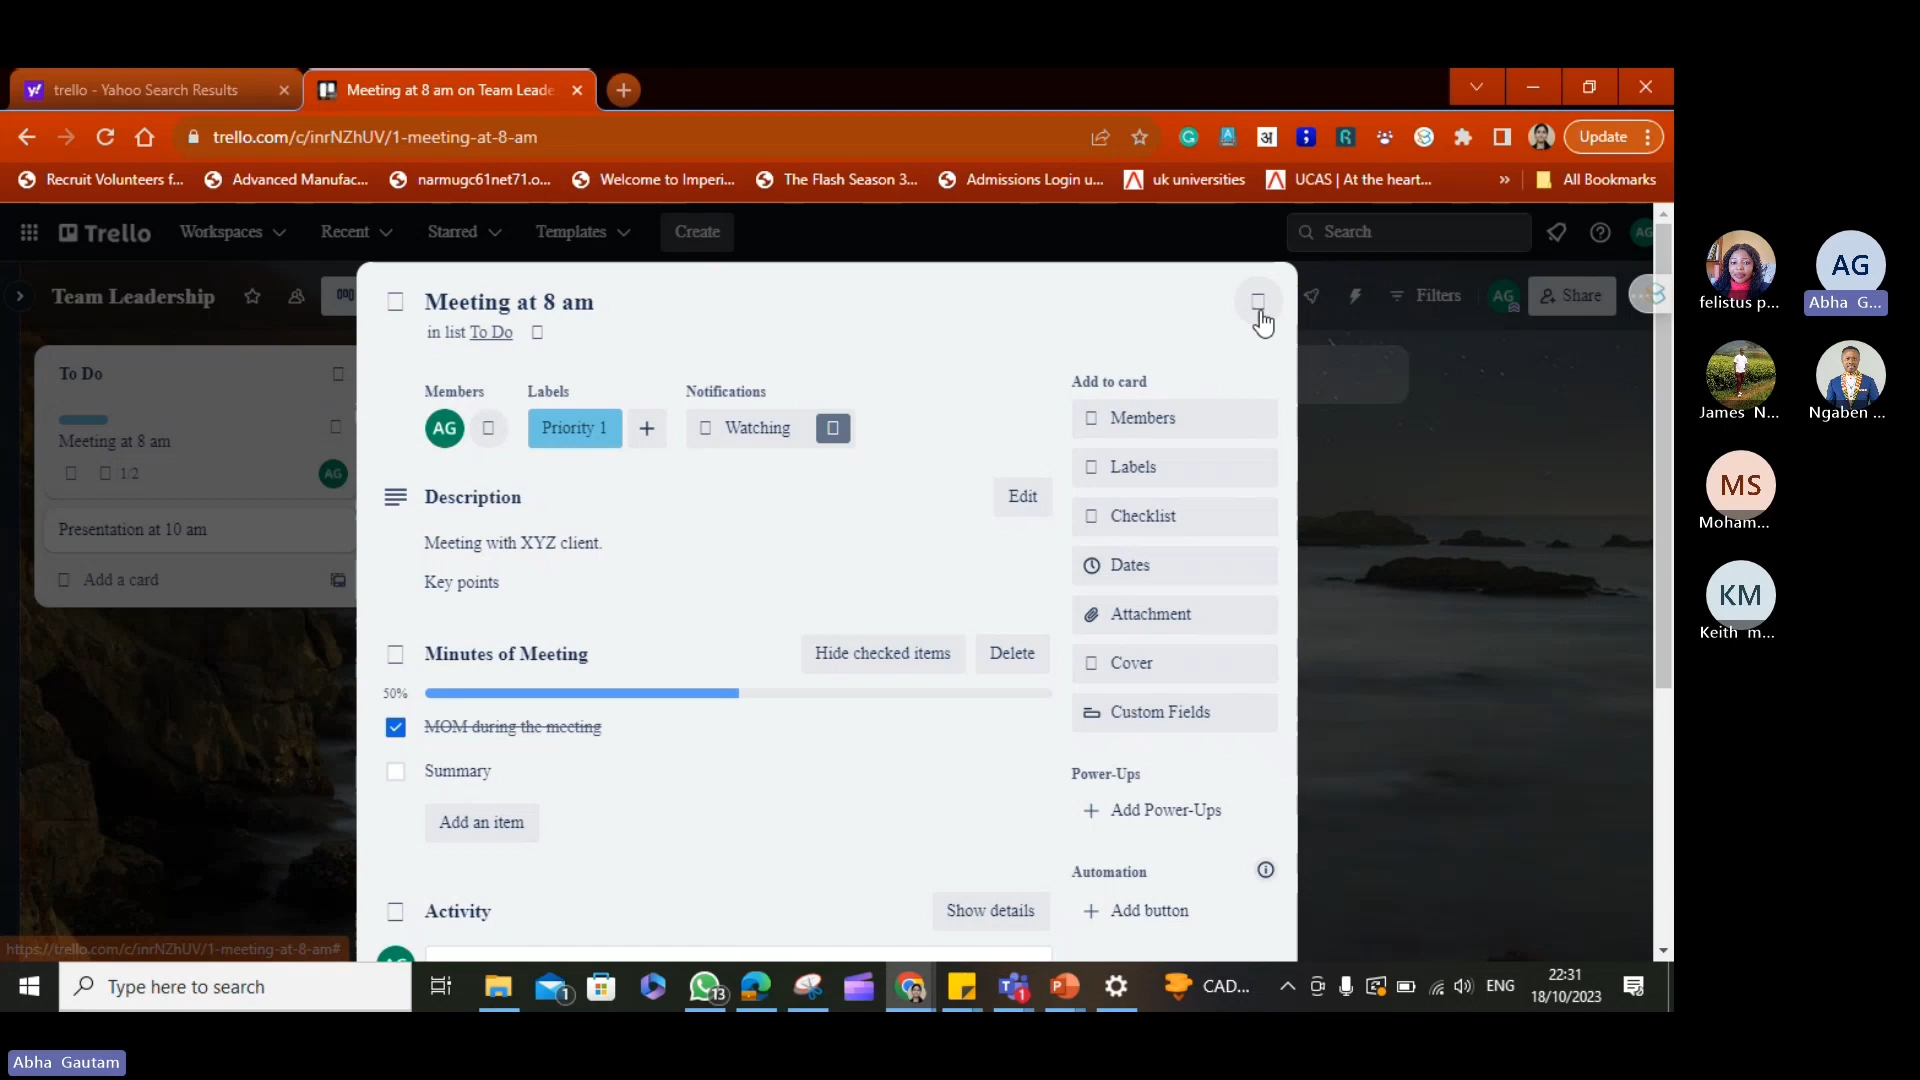 trello - Yahoo Search Results
Meeting at 8 am on Team Leade
trello.com/c/inrNZhUV/1-meeting-at-8-am
Update
Recruit Volunteers f...
Advanced Manufac...
narmugc61net71.o...
Welcome to Imperi...
The Flash Season 3...
Admissions Login u...
uk universities
UCAS | At the heart...
»
All Bookmarks
Trello
Workspaces
Recent
Starred
Templates
Create
Search
AG
Team Leadership
Filters
AG
Share
To Do
Meeting at 8 am
1/2
AG
Presentation at 10 am
Add a card
Meeting at 8 am
in list To Do
Members
Labels
Notifications
AG
Priority 1
Watching
Description
Edit
Meeting with XYZ client.
Key points
Minutes of Meeting
Hide checked items
Delete
50%
MOM during the meeting
Summary
Add an item
Activity
Show details
Add to card
Members
Labels
Checklist
Dates
Attachment
Cover
Custom Fields
Power-Ups
Add Power-Ups
Automation
Add button
https://trello.com/c/inrNZhUV/1-meeting-at-8-am#
Type here to search
1
13
1
CAD...
ENG
22:31
18/10/2023
felistus p...
AG
Abha G...
James N...
Ngaben ...
MS
Moham...
KM
Keith m...
Abha Gautam